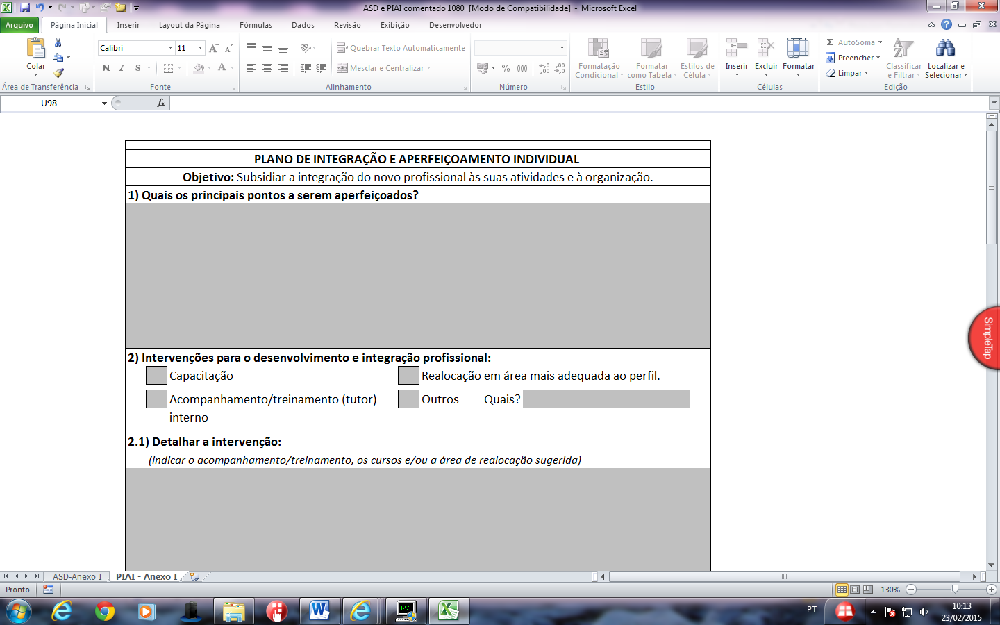 ASD e PIAI comentado 1080 [Modo de Compatibilidade] - Microsoft Excel
Arquivo Página Inicial Inserir Layout da Página Fórmulas Dados Revisão Exibição Desenvolvedor
Colar
Área de Transferência
Calibri 11
N I S A
Fonte
Quebrar Texto Automaticamente
Mesclar e Centralizar
Alinhamento
% 000
Número
Formatação Condicional
Formatar como Tabela
Estilos de Célula
Estilo
Inserir Excluir Formatar
Células
Σ AutoSoma
Preencher
Limpar
Classificar e Filtrar
Localizar e Selecionar
Edição
U98 fx
PLANO DE INTEGRAÇÃO E APERFEIÇOAMENTO INDIVIDUAL
Objetivo: Subsidiar a integração do novo profissional às suas atividades e à organização.
1) Quais os principais pontos a serem aperfeiçoados?
2) Intervenções para o desenvolvimento e integração profissional:
Capacitação Realocação em área mais adequada ao perfil.
Acompanhamento/treinamento (tutor) Outros Quais?
interno
2.1) Detalhar a intervenção:
(indicar o acompanhamento/treinamento, os cursos e/ou a área de realocação sugerida)
SimpleTap
ASD-Anexo I PIAI - Anexo I
Pronto 130%
3270
PT 10:13
23/02/2015